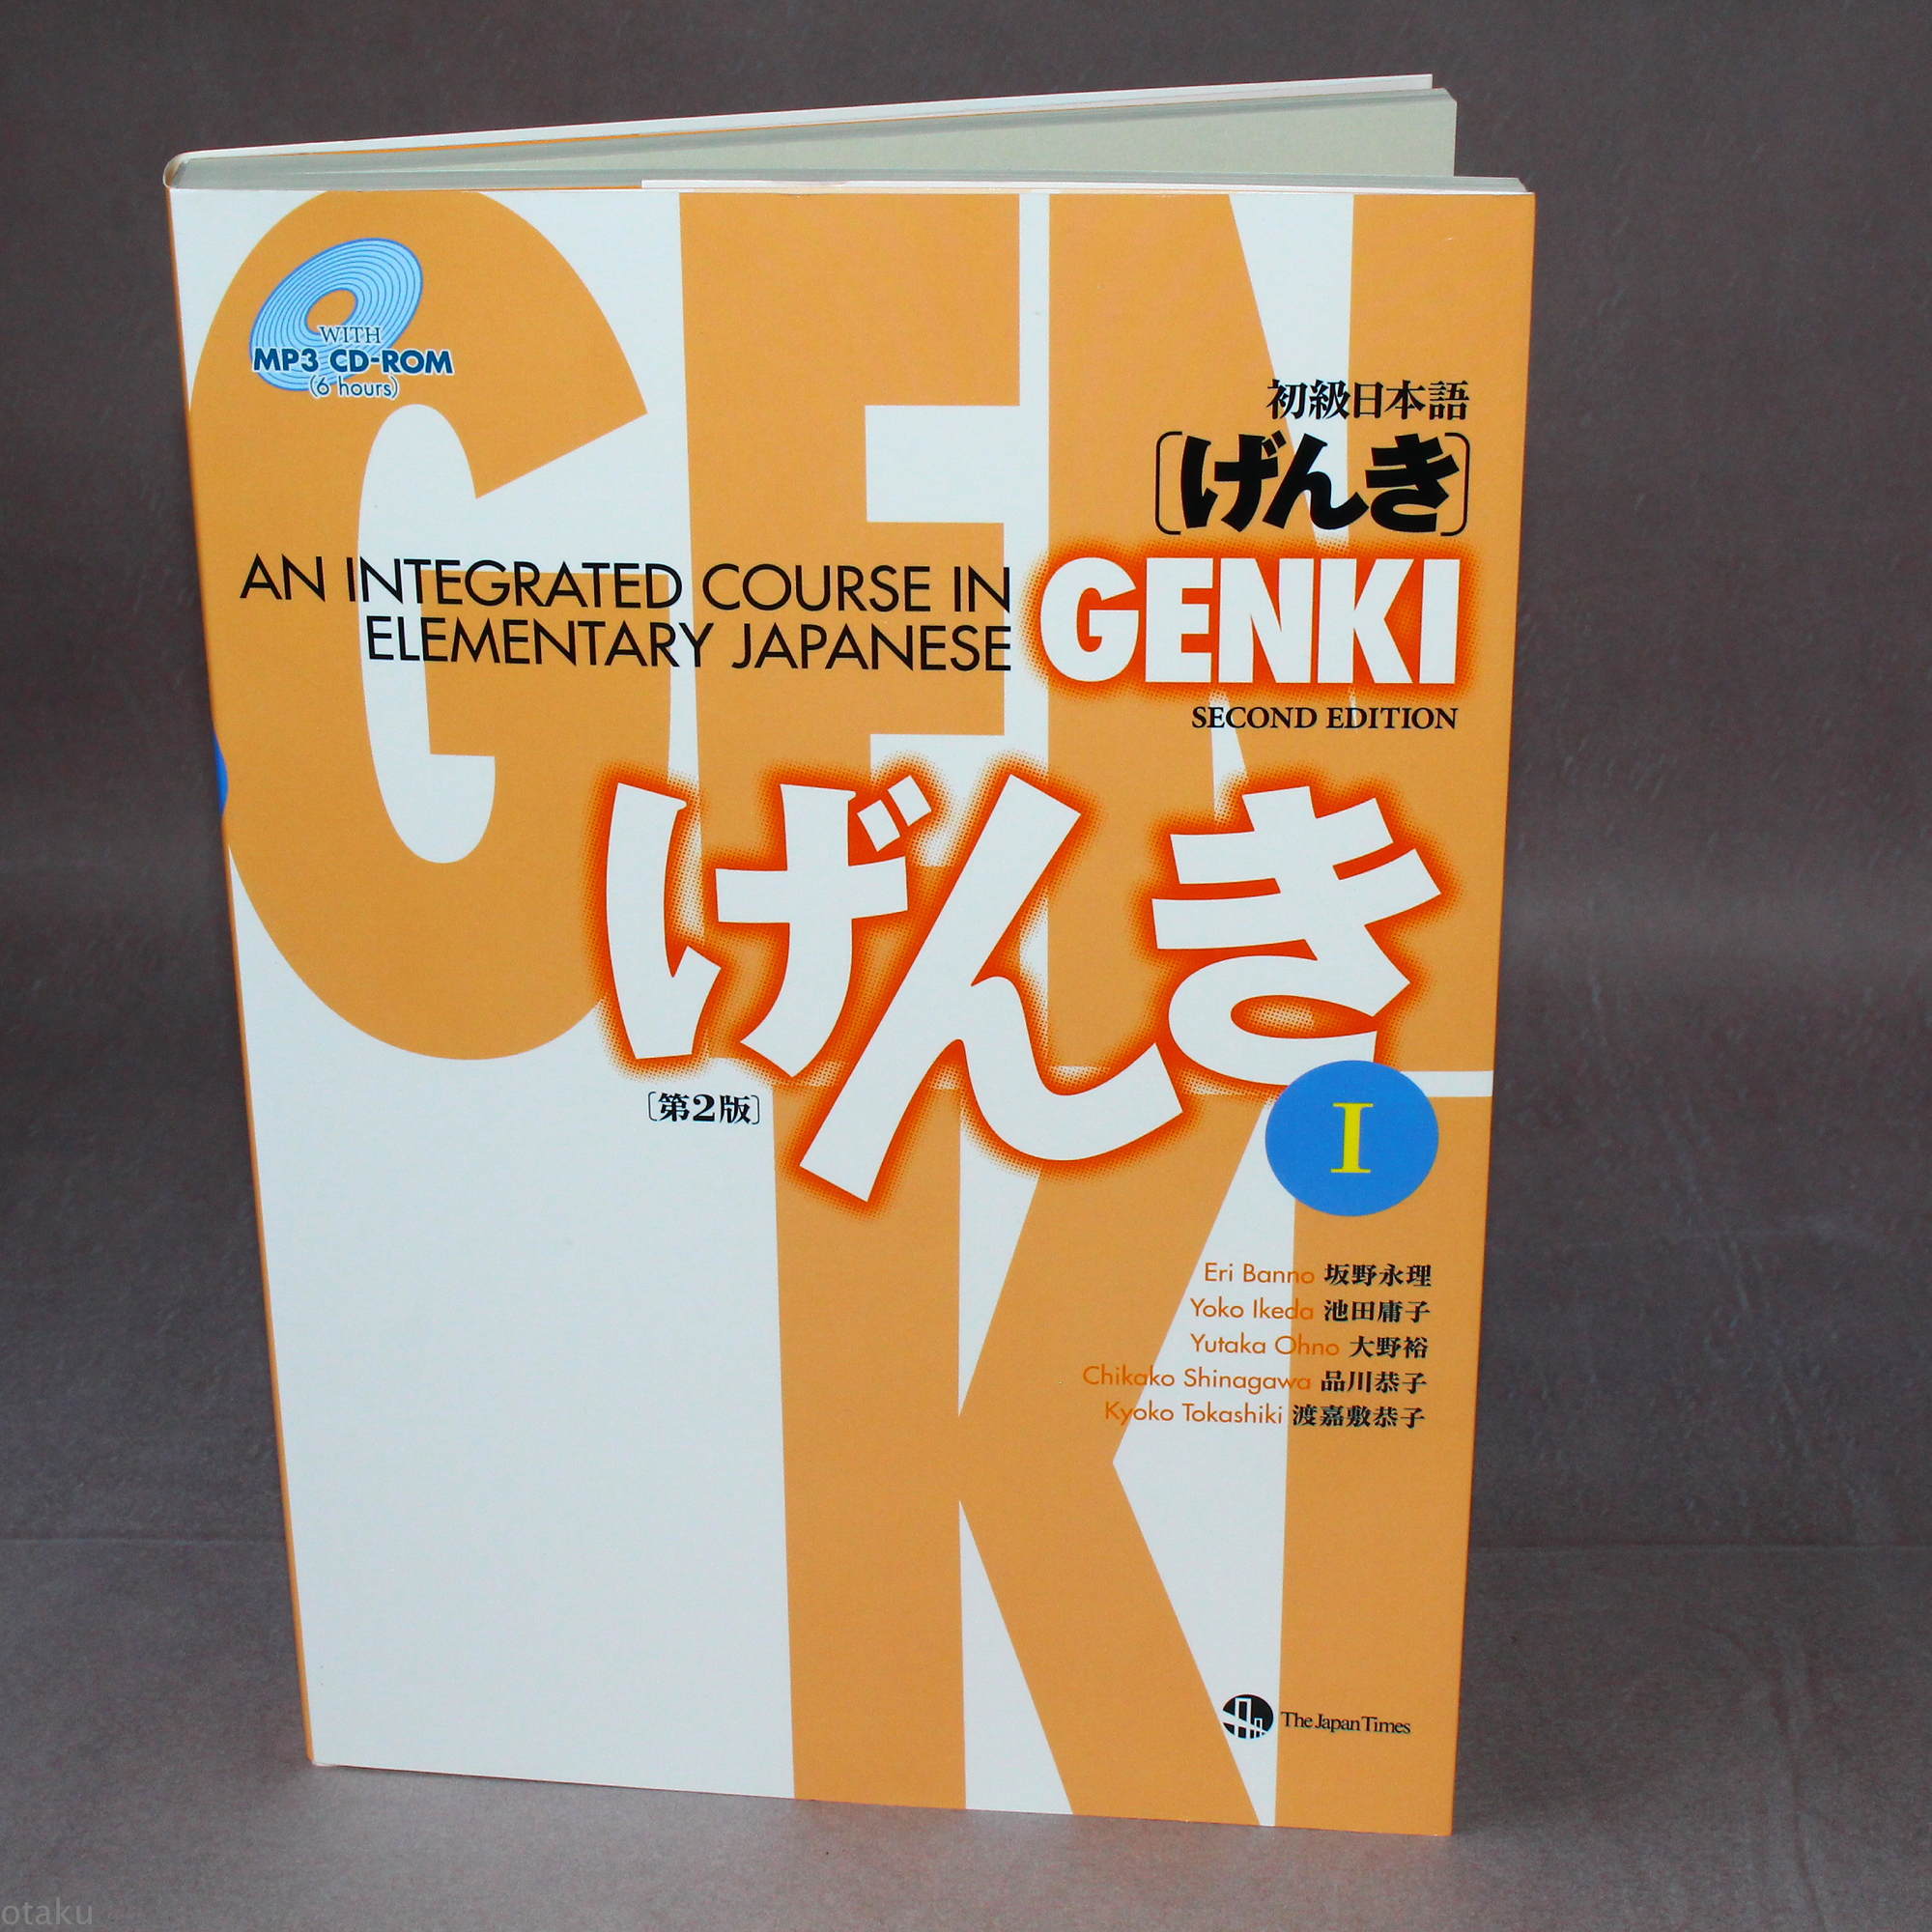 WITH
MP3 CD-ROM
(6 hours)
GENKI
初級日本語
〔げんき〕
AN INTEGRATED COURSE IN
ELEMENTARY JAPANESE
GENKI
SECOND EDITION
げんき
〔第2版〕
I
Eri Banno 坂野永理
Yoko Ikeda 池田庸子
Yutaka Ohno 大野裕
Chikako Shinagawa 品川恭子
Kyoko Tokashiki 渡嘉敷恭子
The Japan Times
otaku